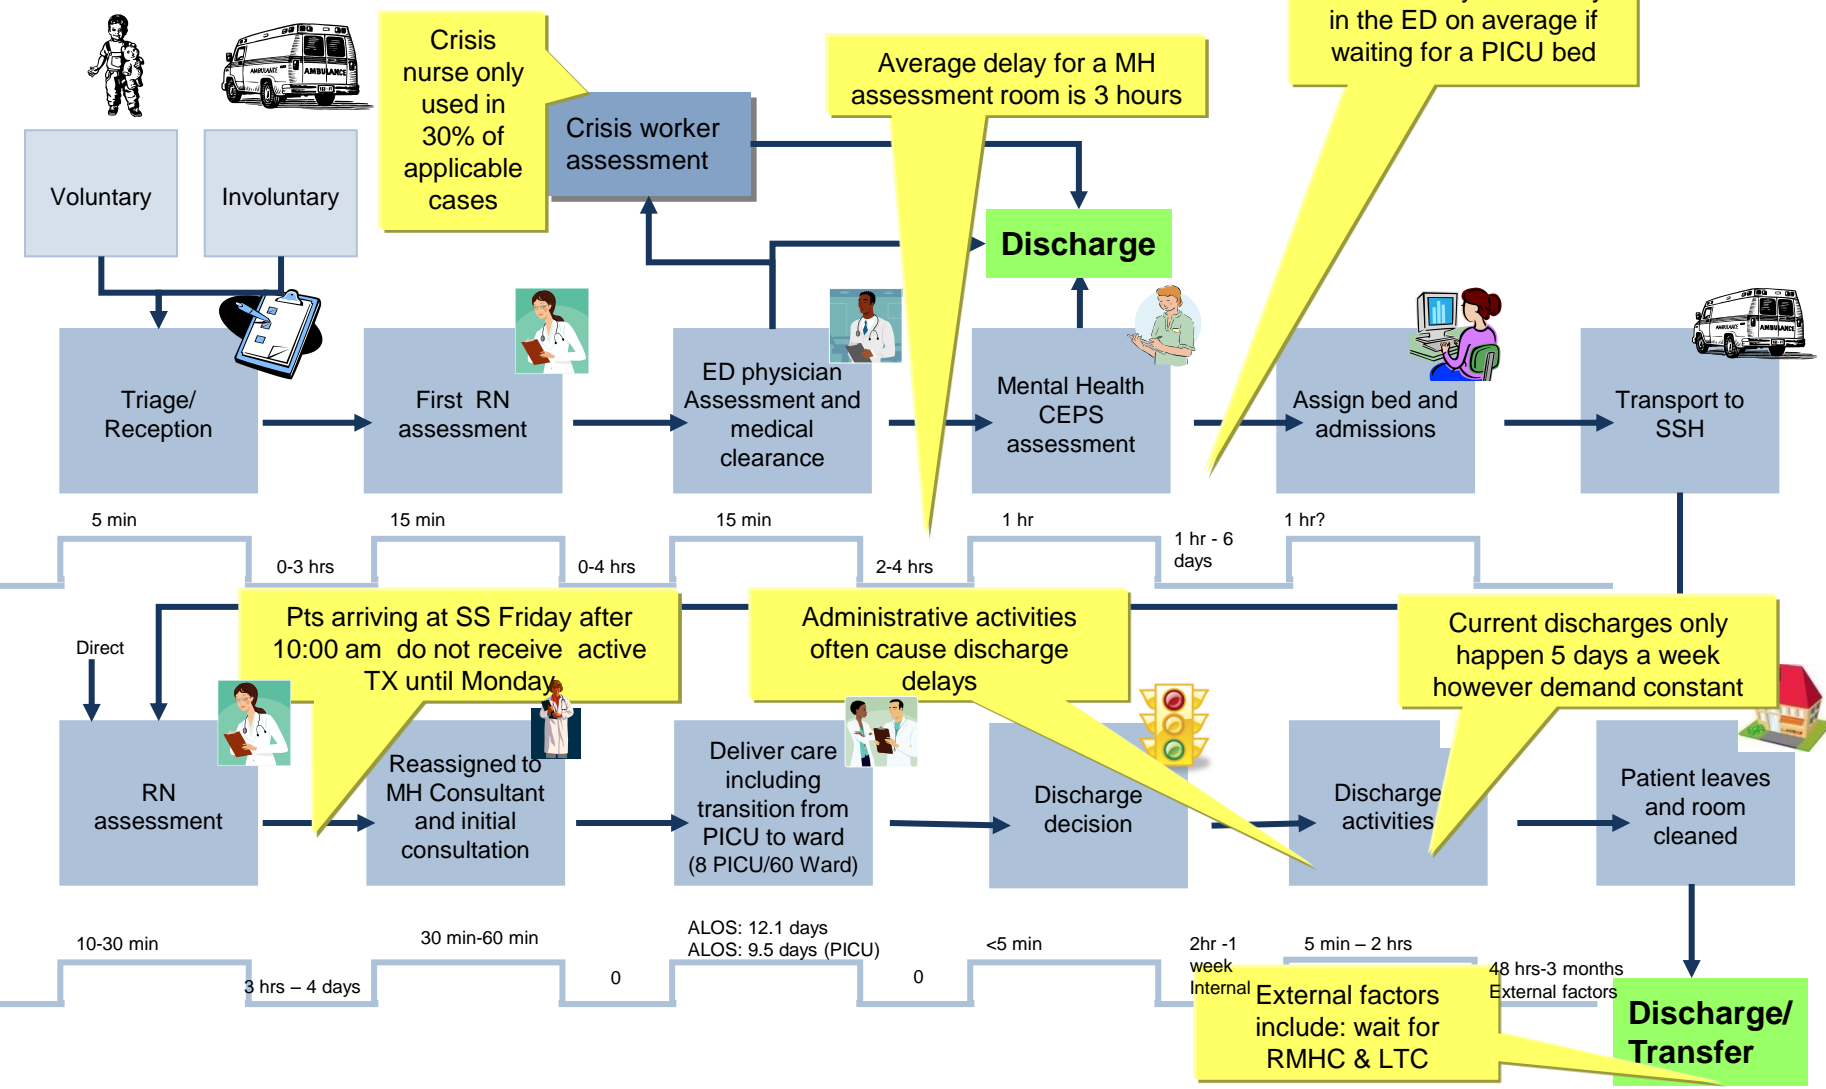 in the ED on average if
waiting for a PICU bed
Crisis
nurse only
used in
30% of
applicable
cases
Average delay for a MH
assessment room is 3 hours
Crisis worker
assessment
AMBULANCE
AMBULANCE
Voluntary
Involuntary
Discharge
AMBULANCE
AMBULANCE
Triage/
Reception
First RN
assessment
ED physician
Assessment and
medical
clearance
Mental Health
CEPS
assessment
Assign bed and
admissions
Transport to
SSH
5 min
15 min
15 min
1 hr
1 hr?
0-3 hrs
0-4 hrs
2-4 hrs
1 hr - 6
days
Pts arriving at SS Friday after
10:00 am do not receive active
TX until Monday
Administrative activities
often cause discharge
delays
Current discharges only
happen 5 days a week
however demand constant
Direct
RN
assessment
Reassigned to
MH Consultant
and initial
consultation
Deliver care
including
transition from
PICU to ward
(8 PICU/60 Ward)
Discharge
decision
Discharge
activities
Patient leaves
and room
cleaned
10-30 min
30 min-60 min
ALOS: 12.1 days
ALOS: 9.5 days (PICU)
<5 min
5 min – 2 hrs
3 hrs – 4 days
0
0
2hr -1
week
Internal
48 hrs-3 months
External factors
External factors
include: wait for
RMHC & LTC
Discharge/
Transfer